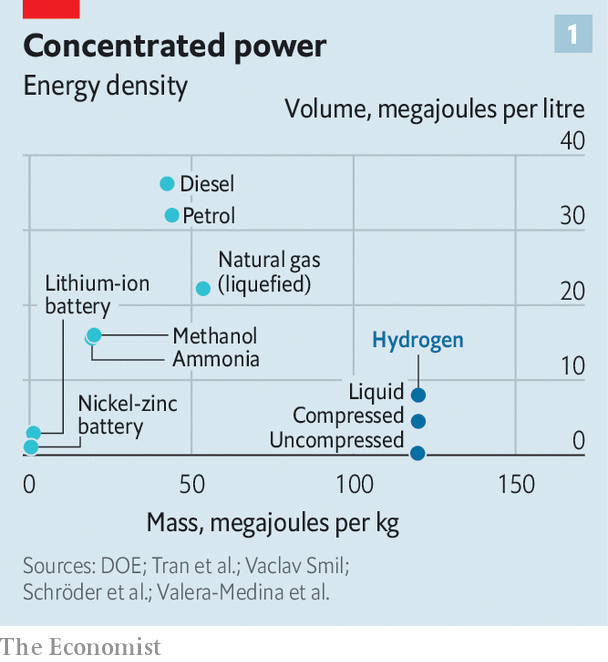 Concentrated power
1
Energy density
Volume, megajoules per litre
40
Diesel
Petrol
30
Natural gas
(liquefied)
Lithium-ion
battery
20
Methanol
Ammonia
Hydrogen
10
Liquid
Compressed
Uncompressed
Nickel-zinc
battery
0
0
50
100
150
Mass, megajoules per kg
Sources: DOE; Tran et al.; Vaclav Smil;
Schröder et al.; Valera-Medina et al.
The Economist